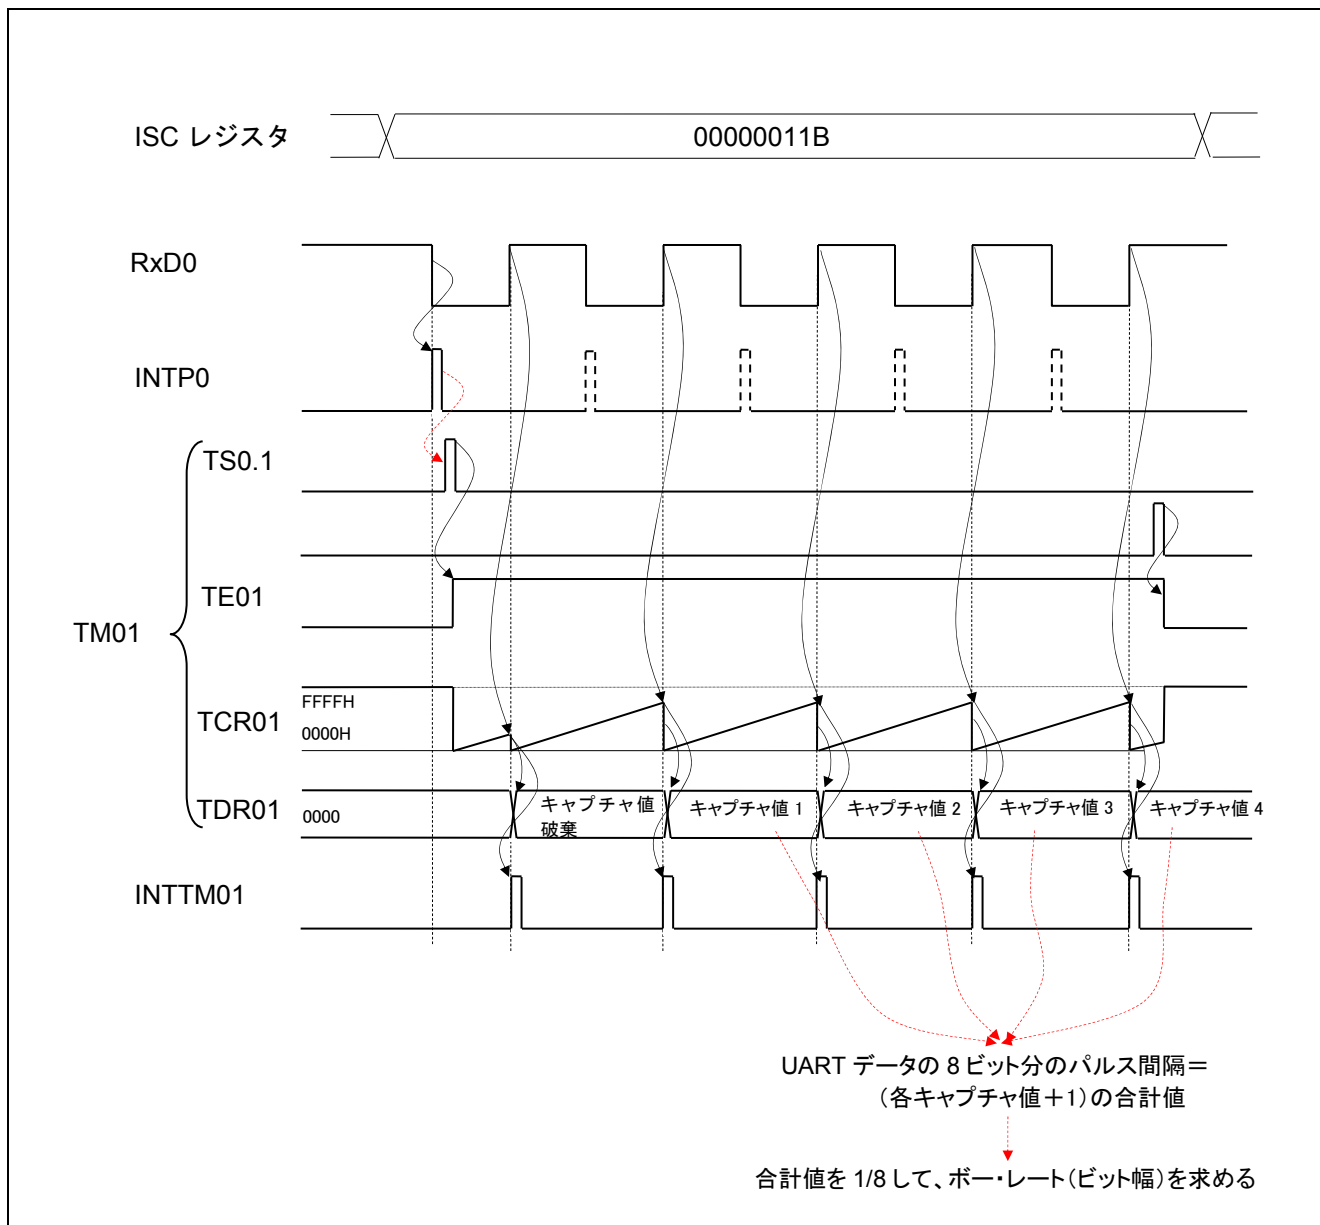 ISC レジスタ
00000011B
RxD0
INTP0
TS0.1
TE01
TM01
FFFFH
TCR01
0000H
TDR01
0000
キャプチャ値
破棄
キャプチャ値 1
キャプチャ値 2
キャプチャ値 3
キャプチャ値 4
INTTM01
UART データの 8 ビット分のパルス間隔＝
（各キャプチャ値＋1）の合計値
合計値を 1/8 して、ボー・レート（ビット幅）を求める